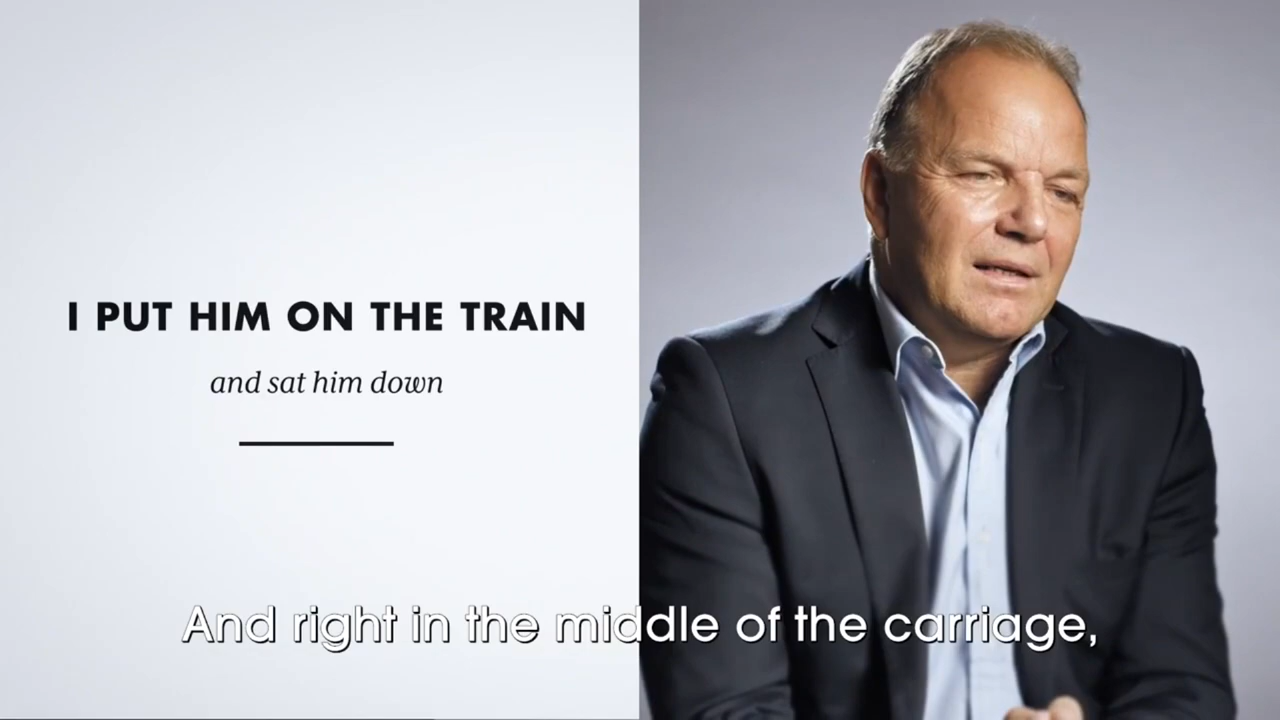 I PUT HIM ON THE TRAIN
and sat him down
And right in the middle of the carriage,